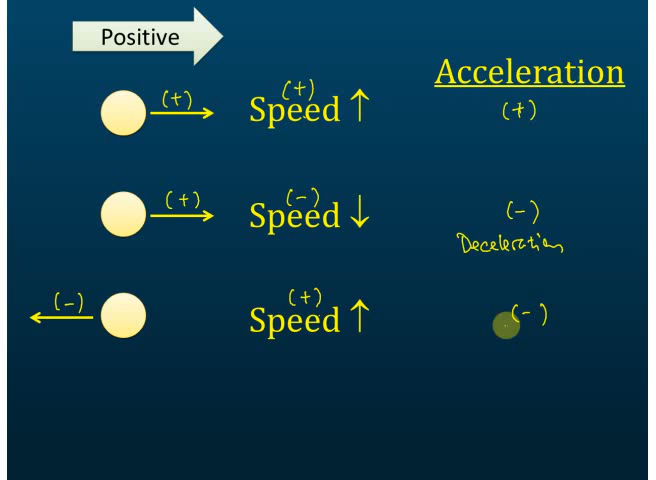 Positive
Acceleration
(+) (+)
Speed ↑ (+)
(+) (-)
Speed ↓ (-)
Deceleration
(-) (+)
Speed ↑ (-)